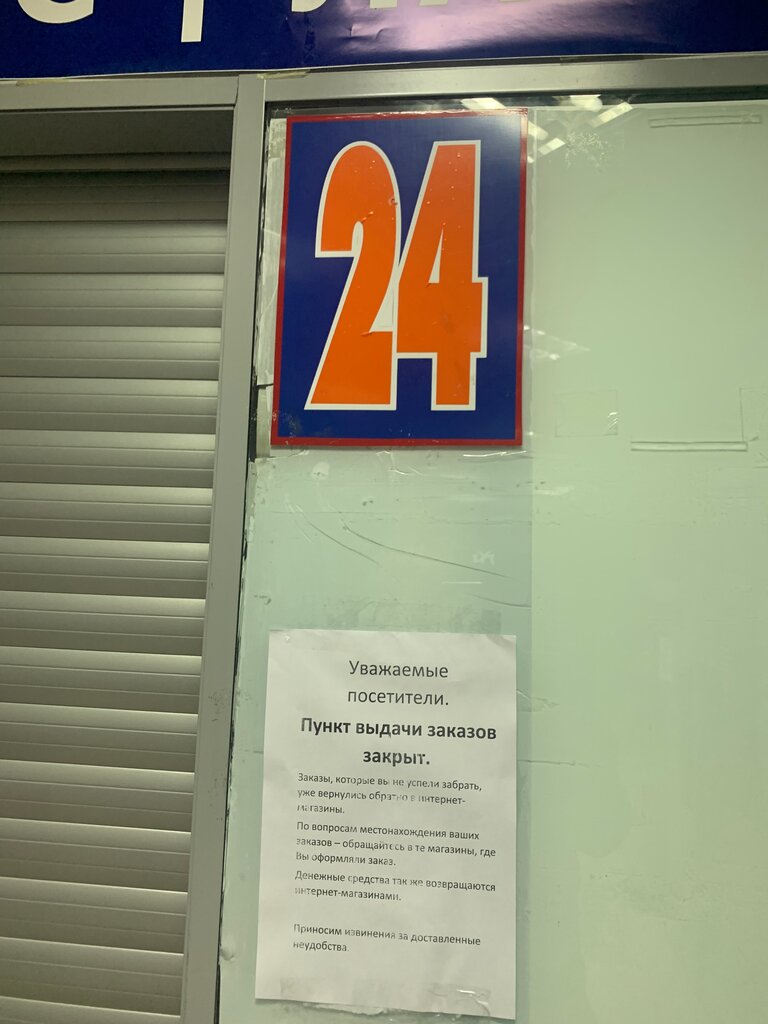 24
Уважаемые
посетители.
Пункт выдачи заказов
закрыт.
Заказы, которые вы не успели забрать,
уже вернулись обратно в интернет-
магазины.
По вопросам местонахождения ваших
заказов – обращайтесь в те магазины, где
Вы оформляли заказ.
Денежные средства так же возвращаются
интернет-магазинами.
Приносим извинения за доставленные
неудобства.